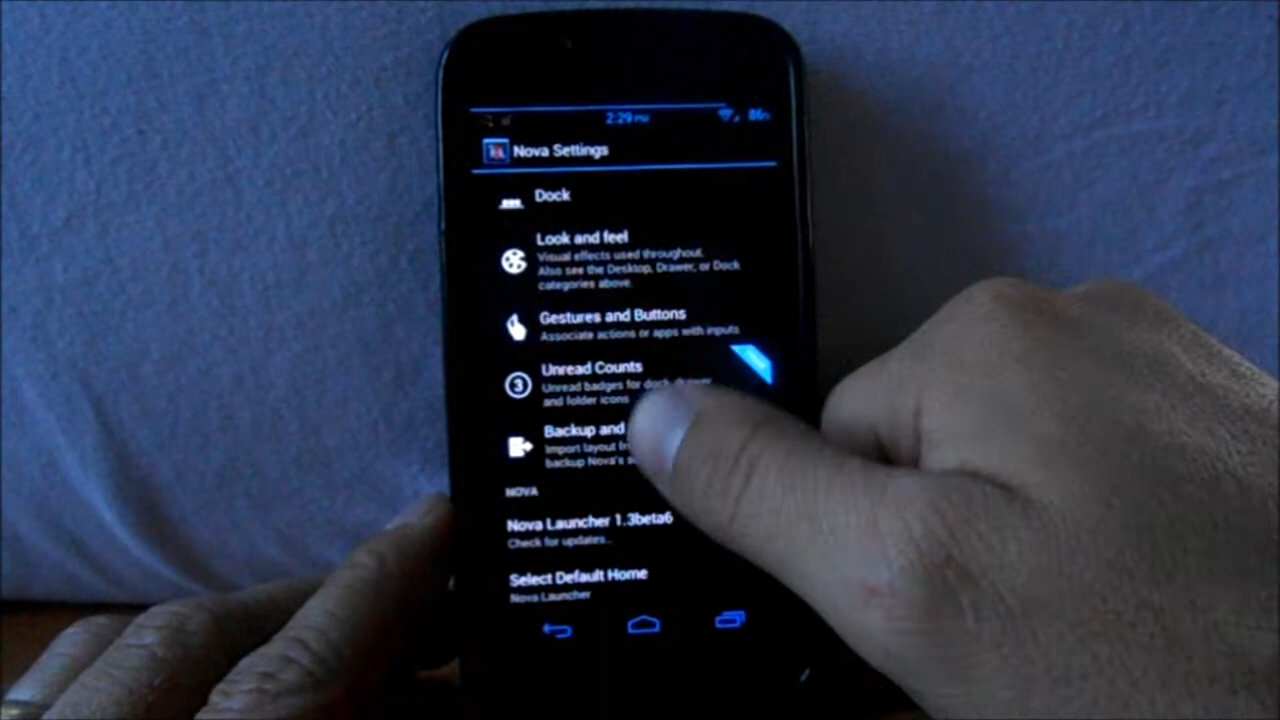 2:29 PM 86%
Nova Settings
Dock
Look and feel
Visual effects used throughout.
Also see the Desktop, Drawer, or Dock
categories above.
Gestures and Buttons
Associate actions or apps with inputs
Unread Counts
Unread badges for dock, drawer
and folder icons
3
Backup and
Import layout
backup Nova's
NOVA
Nova Launcher 1.3beta6
Check for updates..
Select Default Home
Nova Launcher